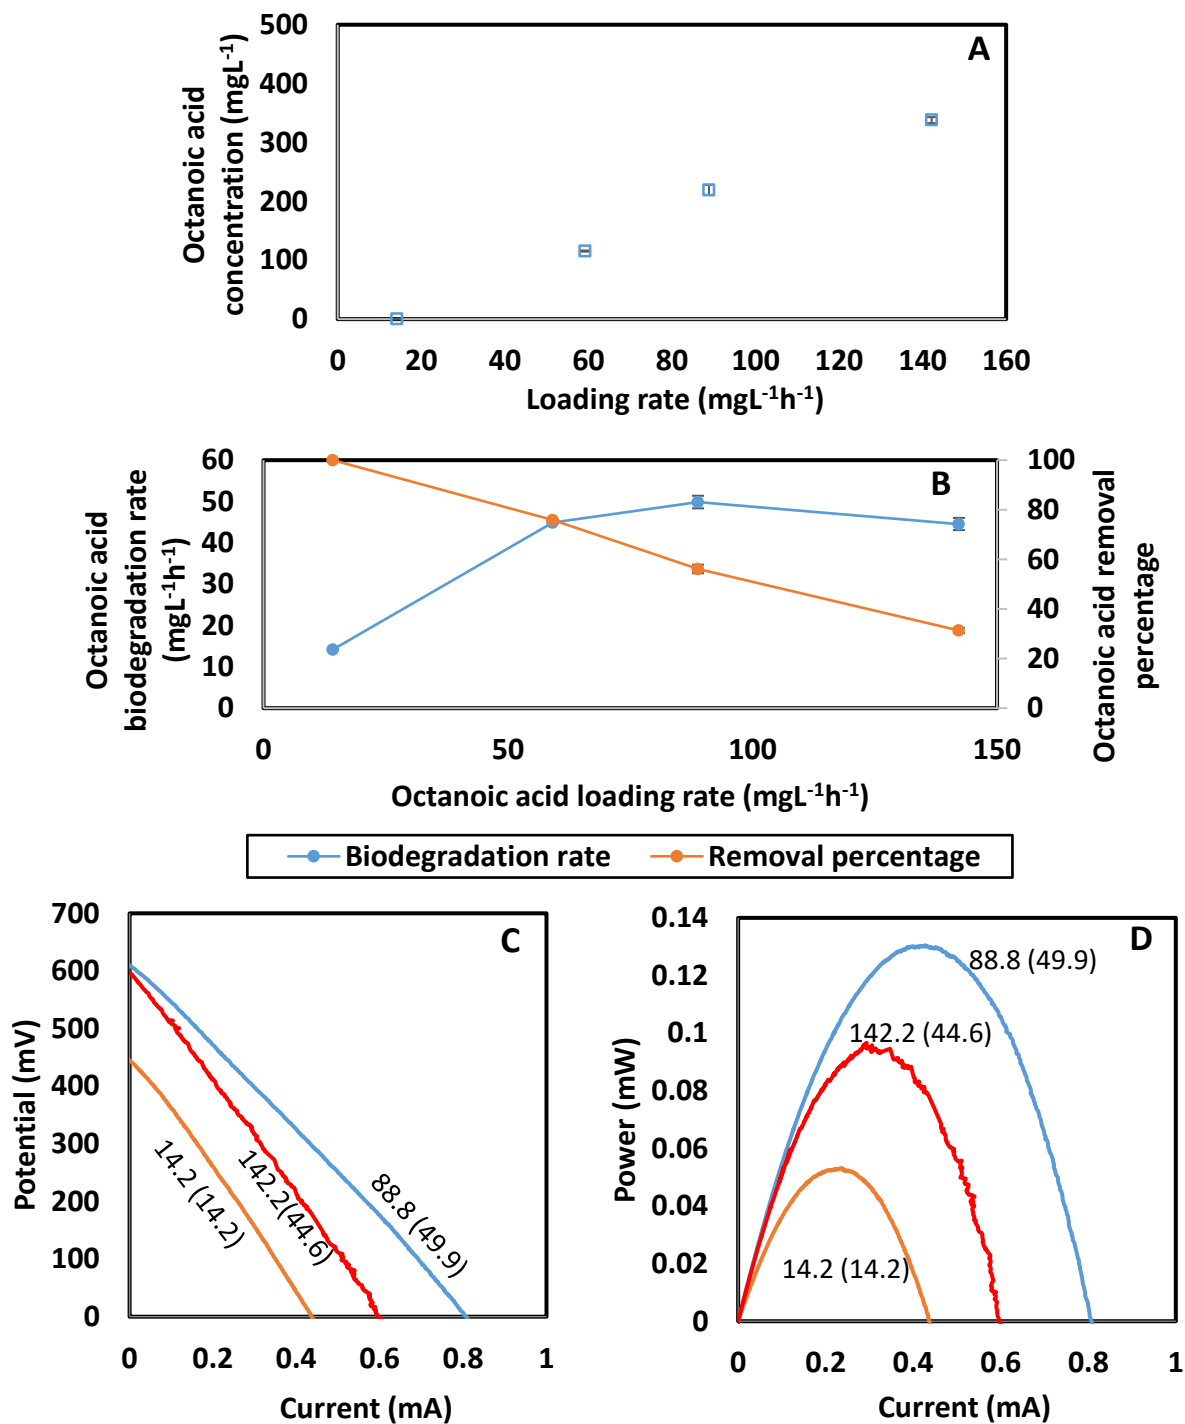 A
Octanoic acid
concentration (mgL-1)
500
400
300
200
100
0
0 20 40 60 80 100 120 140 160
Loading rate (mgL-1h-1)
B
Octanoic acid
biodegradation rate
(mgL-1h-1)
60
50
40
30
20
10
0
100
80
60
40
20
0
Octanoic acid removal
percentage
0 50 100 150
Octanoic acid loading rate (mgL-1h-1)
Biodegradation rate Removal percentage
C
Potential (mV)
700
600
500
400
300
200
100
0
14.2 (14.2)
142.2(44.6)
88.8 (49.9)
0 0.2 0.4 0.6 0.8 1
Current (mA)
D
Power (mW)
0.14
0.12
0.1
0.08
0.06
0.04
0.02
0
88.8 (49.9)
142.2 (44.6)
14.2 (14.2)
0 0.2 0.4 0.6 0.8 1
Current (mA)